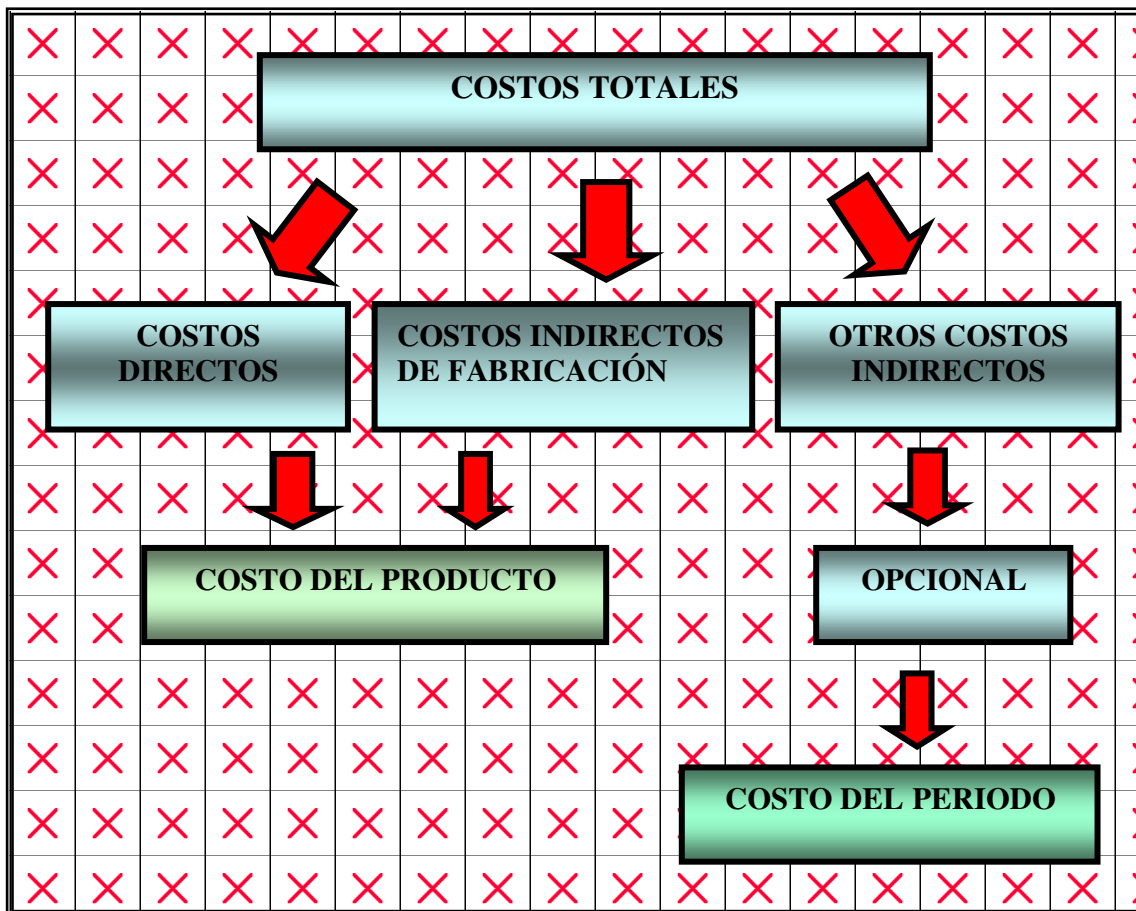 COSTOS TOTALES
COSTOS
DIRECTOS
COSTOS INDIRECTOS
DE FABRICACIÓN
OTROS COSTOS
INDIRECTOS
COSTO DEL PRODUCTO
OPCIONAL
COSTO DEL PERIODO